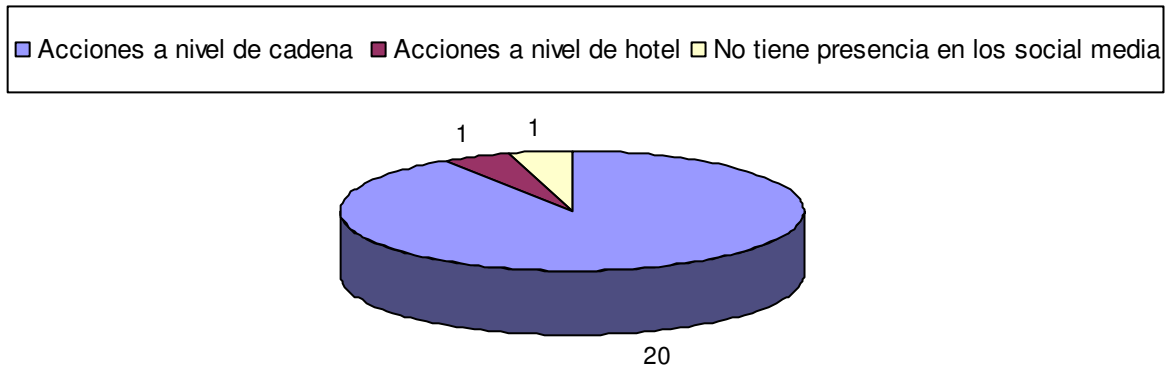 Acciones a nivel de cadena Acciones a nivel de hotel No tiene presencia en los social media
1 1
20